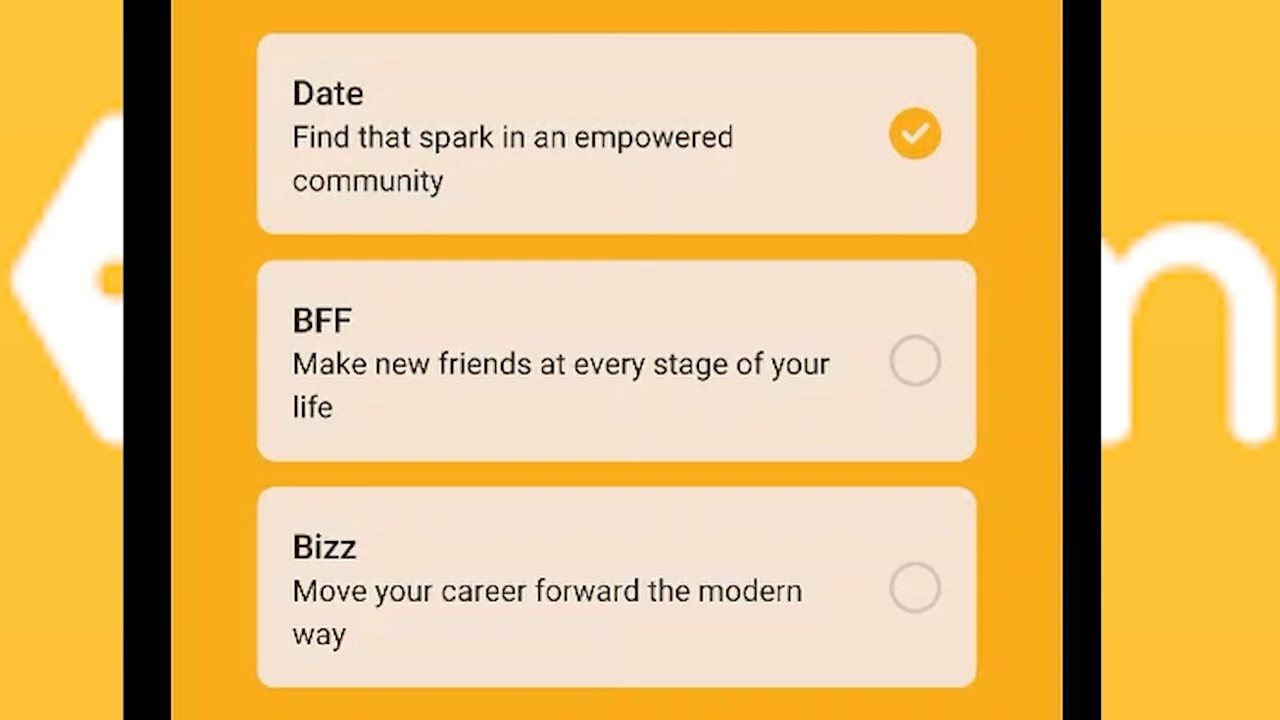 Date
Find that spark in an empowered
community
BFF
Make new friends at every stage of your
life
Bizz
Move your career forward the modern
way
n